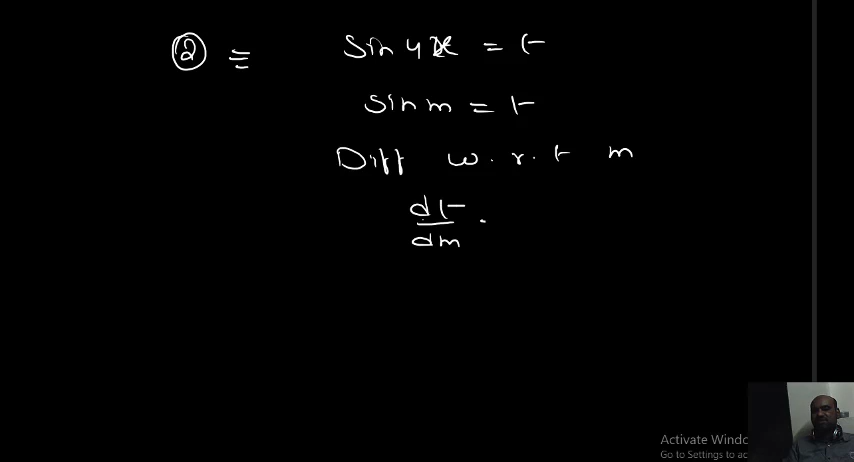 ② ≡ sin 4x = t
sin m = t
Diff w.r.t m
dt/dm .
Activate Windo
Go to Settings to ac